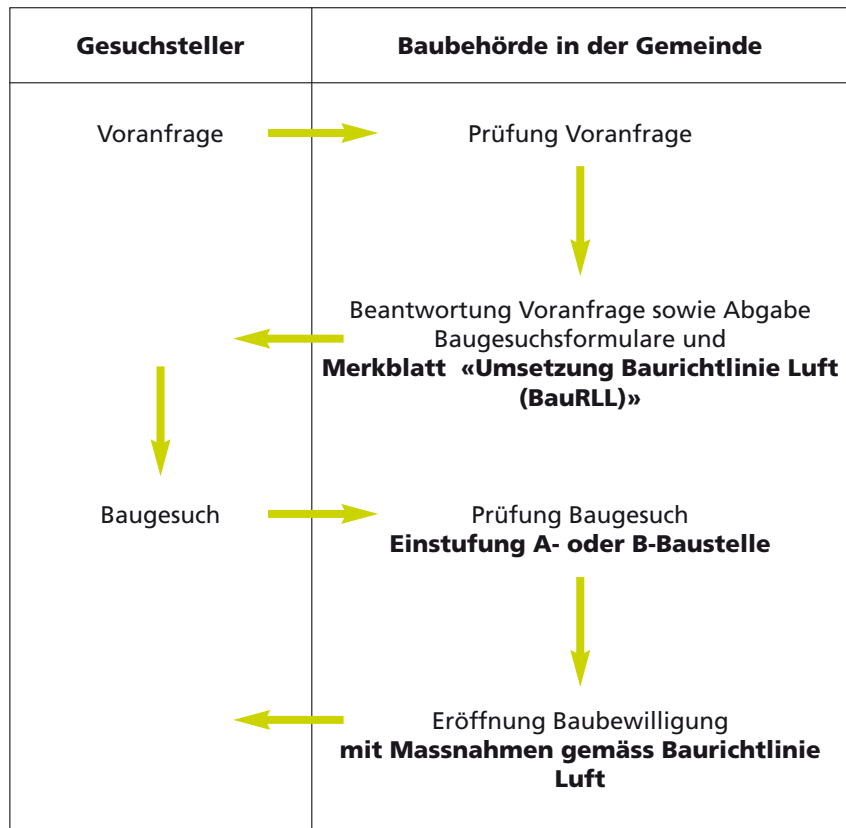 Gesuchsteller
Baubehörde in der Gemeinde
Voranfrage
Prüfung Voranfrage
Beantwortung Voranfrage sowie Abgabe
Baugesuchsformulare und
Merkblatt «Umsetzung Baurichtlinie Luft
(BauRLL)»
Baugesuch
Prüfung Baugesuch
Einstufung A- oder B-Baustelle
Eröffnung Baubewilligung
mit Massnahmen gemäss Baurichtlinie
Luft